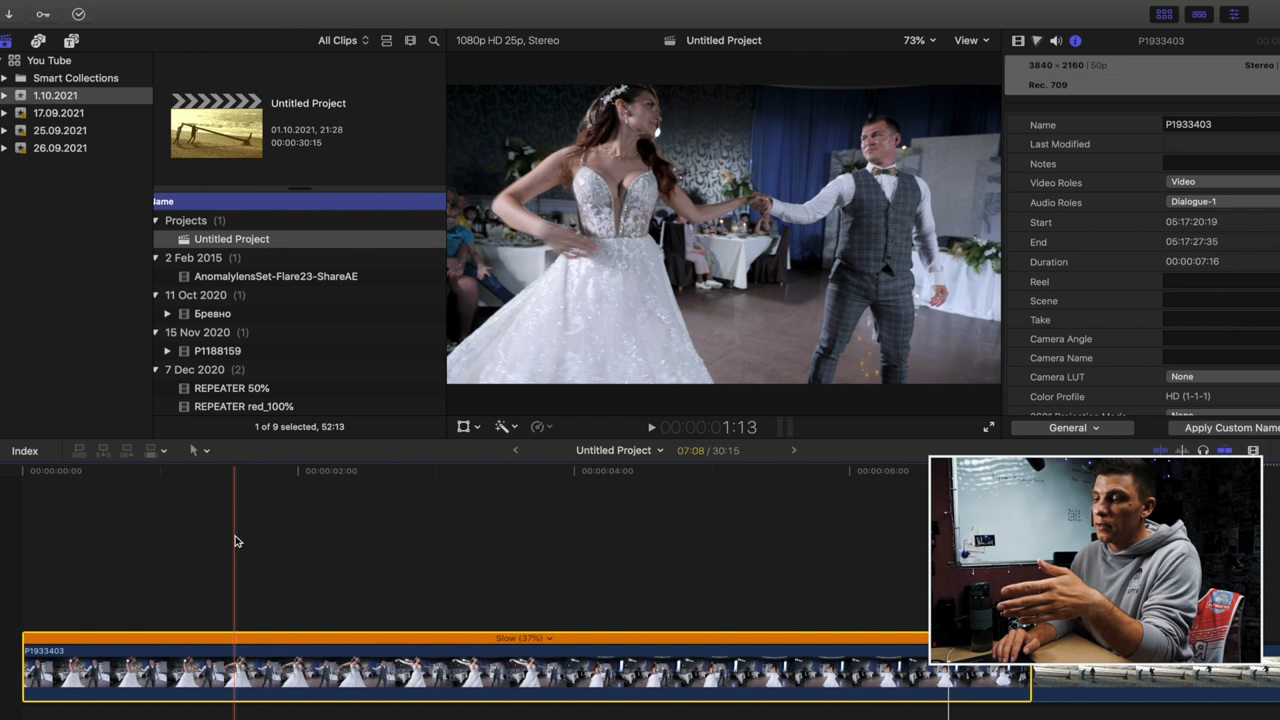 All Clips
1080p HD 25p, Stereo
Untitled Project
73%
View
P1933403
You Tube
Smart Collections
1.10.2021
17.09.2021
25.09.2021
26.09.2021
Untitled Project
01.10.2021, 21:28
00:00:30:15
Name
Projects (1)
Untitled Project
2 Feb 2015 (1)
AnomalylensSet-Flare23-ShareAE
11 Oct 2020 (1)
Бревно
15 Nov 2020 (1)
P1188159
7 Dec 2020 (2)
REPEATER 50%
REPEATER red_100%
1 of 9 selected, 52:13
00:00:01:13
3840 × 2160 | 50p
Stereo
Rec. 709
Name P1933403
Last Modified
Notes
Video Roles Video
Audio Roles Dialogue-1
Start 05:17:20:19
End 05:17:27:35
Duration 00:00:07:16
Reel
Scene
Take
Camera Angle
Camera Name
Camera LUT None
Color Profile HD (1-1-1)
General
Apply Custom Name
Index
Untitled Project
07:08 / 30:15
00:00:00:00
00:00:02:00
00:00:04:00
00:00:06:00
Slow (37%)
P1933403